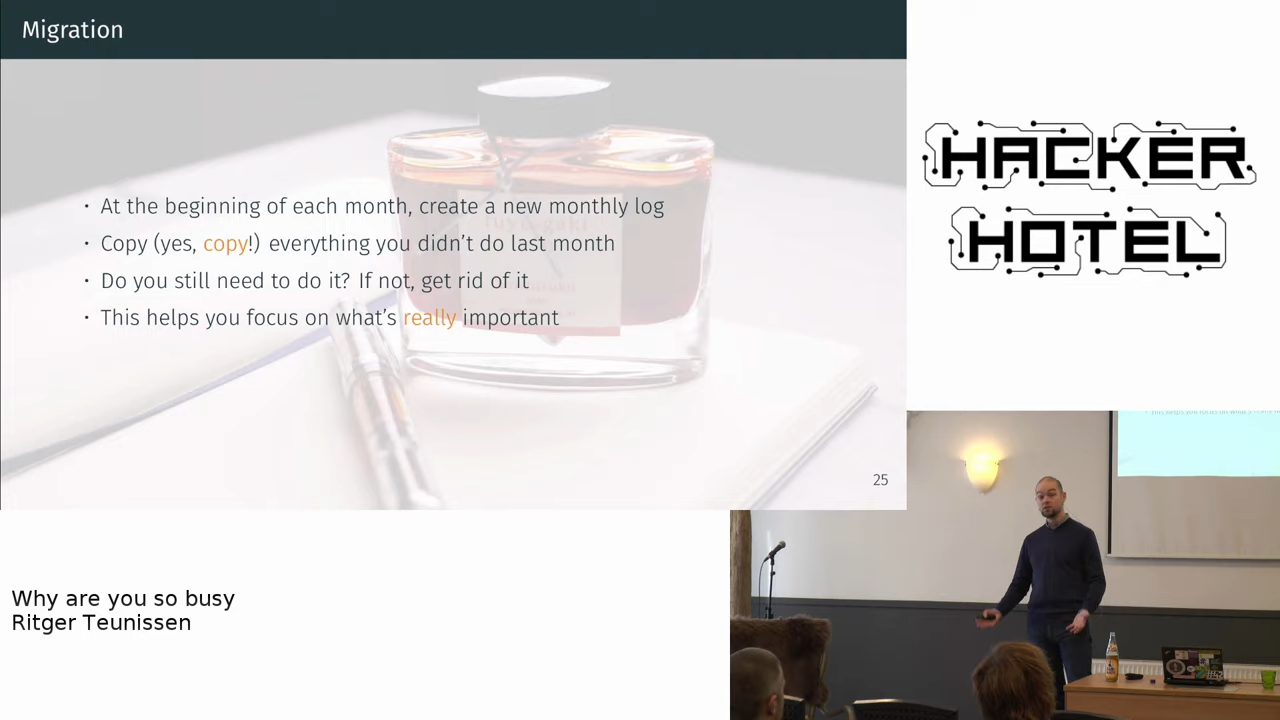 Migration
• At the beginning of each month, create a new monthly log
• Copy (yes, copy!) everything you didn't do last month
• Do you still need to do it? If not, get rid of it
• This helps you focus on what's really important
25
HACKER
HOTEL
Why are you so busy
Ritger Teunissen